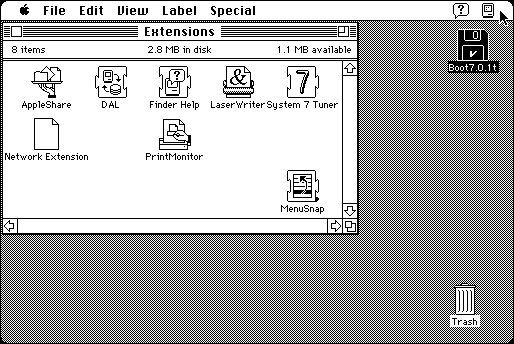 File Edit View Label Special
Extensions
8 items 2.8 MB in disk 1.1 MB available
AppleShare DAL Finder Help LaserWriter System 7 Tuner
Network Extension PrintMonitor
MenuSnap
Boot7.0.1†
Trash